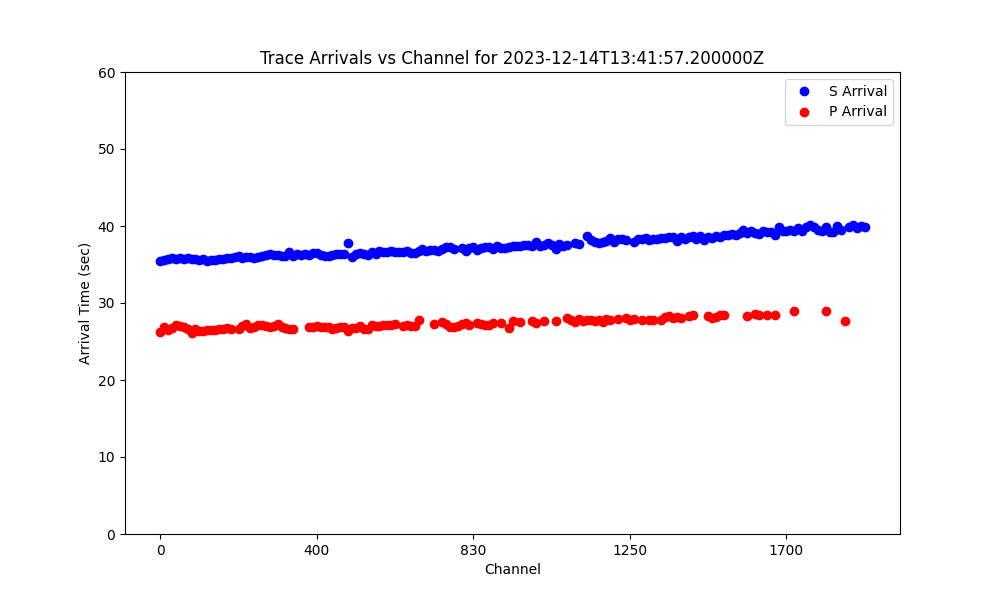 Trace Arrivals vs Channel for 2023-12-14T13:41:57.200000Z
S Arrival
P Arrival
60
50
40
30
20
10
0
Arrival Time (sec)
0 400 830 1250 1700
Channel